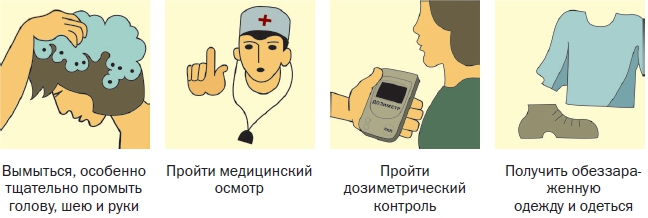 ДОЗИМЕТР
Вымыться, особенно
тщательно промыть
голову, шею и руки
Пройти медицинский
осмотр
Пройти
дозиметрический
контроль
Получить обеззара-
женную
одежду и одеться